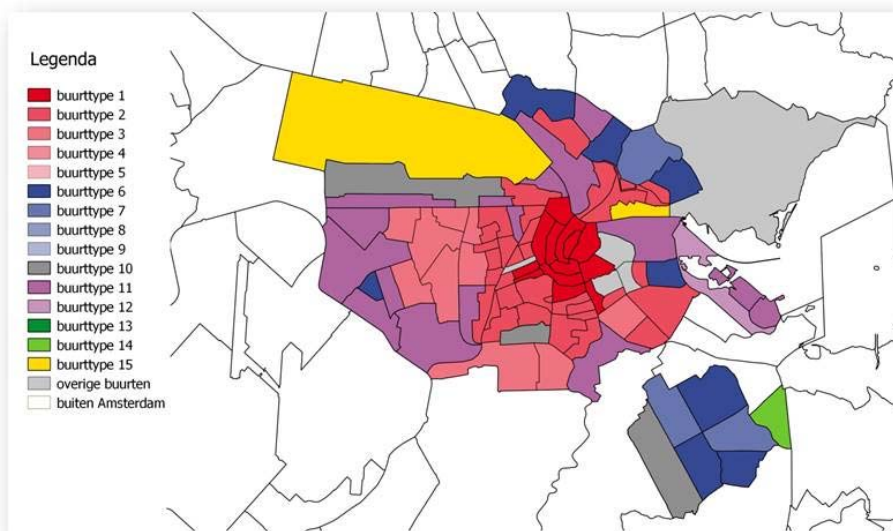 Legenda
buurttype 1
buurttype 2
buurttype 3
buurttype 4
buurttype 5
buurttype 6
buurttype 7
buurttype 8
buurttype 9
buurttype 10
buurttype 11
buurttype 12
buurttype 13
buurttype 14
buurttype 15
overige buurten
buiten Amsterdam